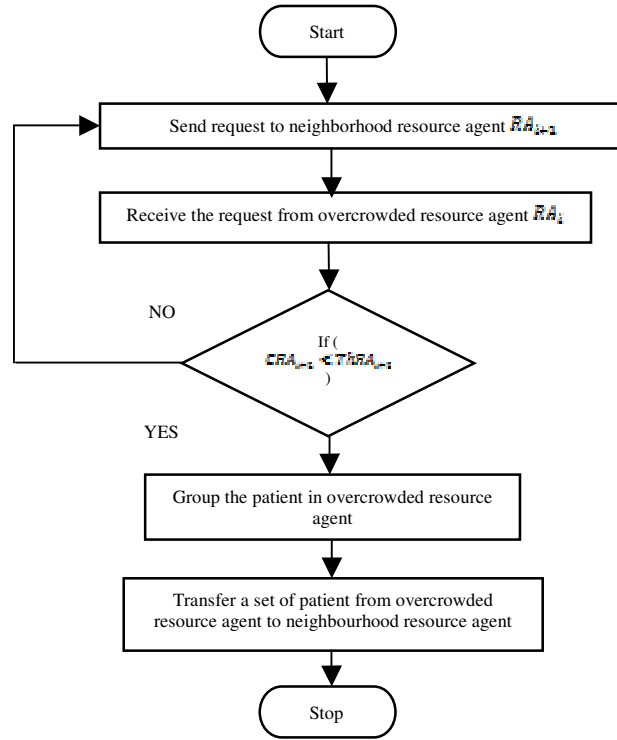 Start
Send request to neighborhood resource agent RAᵢ₊₁
Receive the request from overcrowded resource agent RAᵢ
NO
If (
CRAᵢ₊₁ < ThRAᵢ₊₁
)
YES
Group the patient in overcrowded resource
agent
Transfer a set of patient from overcrowded
resource agent to neighbourhood resource agent
Stop